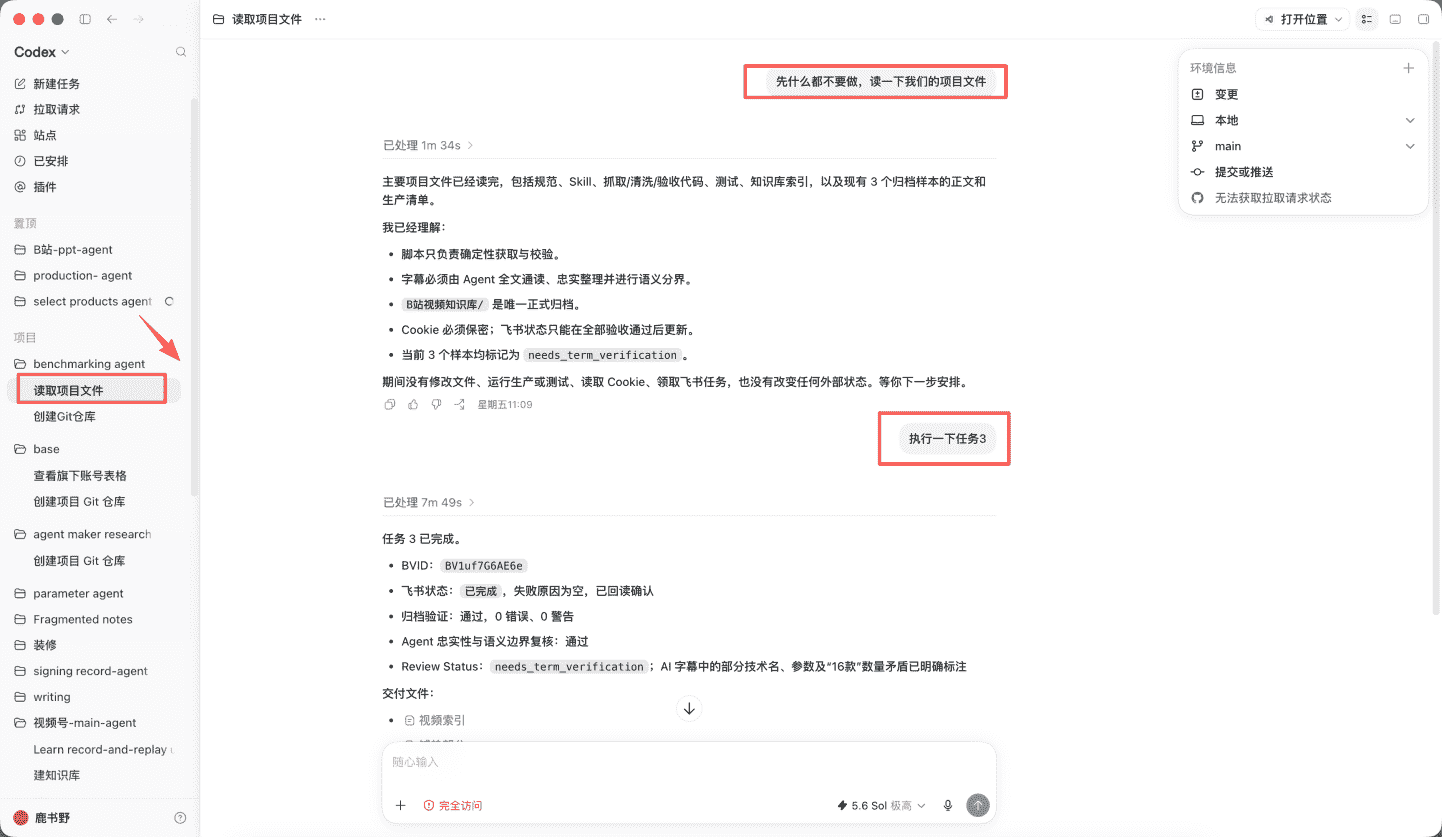 读取项目文件
打开位置
Codex
新建任务
拉取请求
站点
已安排
插件
置顶
B站-ppt-agent
production- agent
select products agent
项目
benchmarking agent
读取项目文件
创建Git仓库
base
查看旗下账号表格
创建项目 Git 仓库
agent maker research
创建项目 Git 仓库
parameter agent
Fragmented notes
装修
signing record-agent
writing
视频号-main-agent
Learn record-and-replay
建知识库
鹿书野
先什么都不要做，读一下我们的项目文件
已处理 1m 34s
主要项目文件已经读完，包括规范、Skill、抓取/清洗/验收代码、测试、知识库索引，以及现有 3 个归档样本的正文和
生产清单。
我已经理解：
脚本只负责确定性获取与校验。
字幕必须由 Agent 全文通读、忠实整理并进行语义分界。
B站视频知识库/ 是唯一正式归档。
Cookie 必须保密；飞书状态只能在全部验收通过后更新。
当前 3 个样本均标记为 needs_term_verification 。
期间没有修改文件、运行生产或测试、读取 Cookie、领取飞书任务，也没有改变任何外部状态。等你下一步安排。
星期五11:09
执行一下任务3
已处理 7m 49s
任务 3 已完成。
BVID： BV1uf7G6AE6e
飞书状态： 已完成 ，失败原因为空，已回读确认
归档验证：通过，0 错误、0 警告
Agent 忠实性与语义边界复核：通过
Review Status： needs_term_verification ；AI 字幕中的部分技术名、参数及“16款”数量矛盾已明确标注
交付文件：
视频索引
随心输入
完全访问
5.6 Sol 极高
环境信息
变更
本地
main
提交或推送
无法获取拉取请求状态